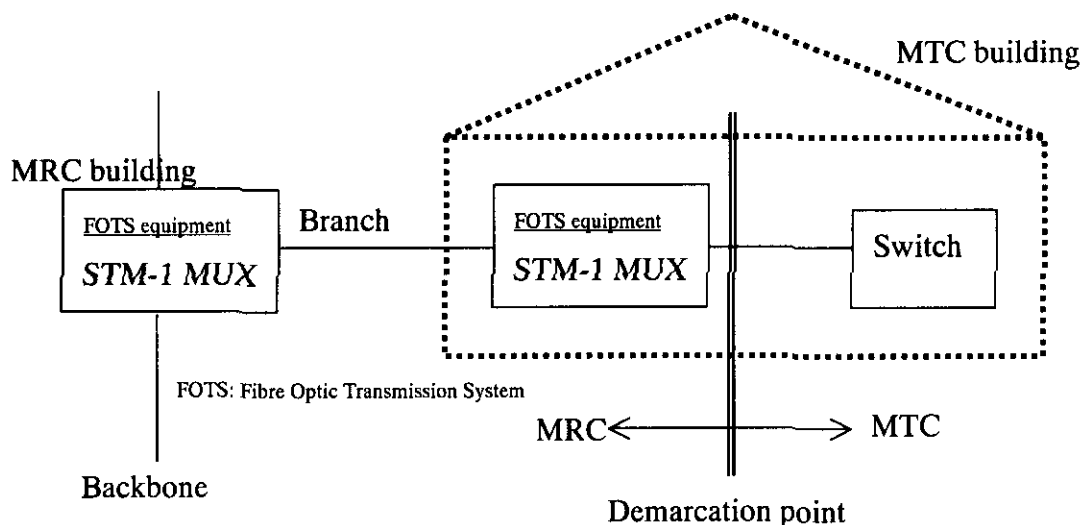 MTC building
MRC building
FOTS equipment
STM-1 MUX
Branch
FOTS equipment
STM-1 MUX
Switch
FOTS: Fibre Optic Transmission System
MRC
MTC
Backbone
Demarcation point